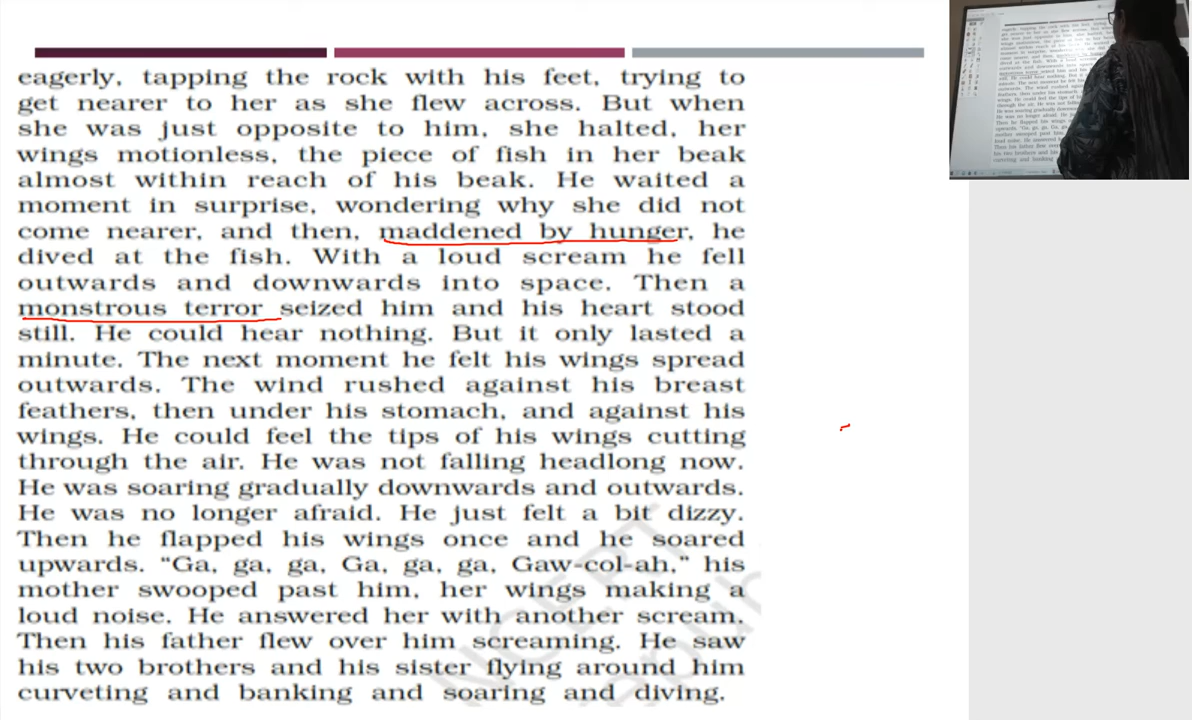 eagerly, tapping the rock with his feet, trying to
get nearer to her as she flew across. But when
she was just opposite to him, she halted, her
wings motionless, the piece of fish in her beak
almost within reach of his beak. He waited a
moment in surprise, wondering why she did not
come nearer, and then, maddened by hunger, he
dived at the fish. With a loud scream he fell
outwards and downwards into space. Then a
monstrous terror seized him and his heart stood
still. He could hear nothing. But it only lasted a
minute. The next moment he felt his wings spread
outwards. The wind rushed against his breast
feathers, then under his stomach, and against his
wings. He could feel the tips of his wings cutting
through the air. He was not falling headlong now.
He was soaring gradually downwards and outwards.
He was no longer afraid. He just felt a bit dizzy.
Then he flapped his wings once and he soared
upwards. “Ga, ga, ga, Ga, ga, ga, Gaw-col-ah,” his
mother swooped past him, her wings making a
loud noise. He answered her with another scream.
Then his father flew over him screaming. He saw
his two brothers and his sister flying around him
curveting and banking and soaring and diving.
NCERT